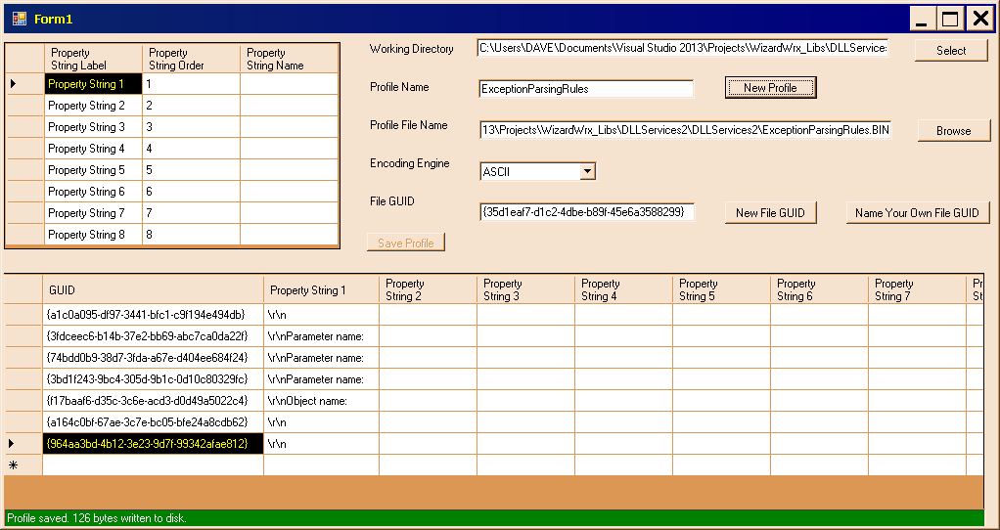 Form1
Property String Label Property String Order Property String Name
Property String 1 1
Property String 2 2
Property String 3 3
Property String 4 4
Property String 5 5
Property String 6 6
Property String 7 7
Property String 8 8
Working Directory C:\Users\DAVE\Documents\Visual Studio 2013\Projects\WizardWrx_Libs\DLLService Select
Profile Name ExceptionParsingRules New Profile
Profile File Name 13\Projects\WizardWrx_Libs\DLLServices2\DLLServices2\ExceptionParsingRules.BIN Browse
Encoding Engine ASCII
File GUID {35d1eaf7-d1c2-4dbe-b89f-45e6a3588299} New File GUID Name Your Own File GUID
Save Profile
GUID Property String 1 Property String 2 Property String 3 Property String 4 Property String 5 Property String 6 Property String 7 Pr St
{a1c0a095-df97-3441-bfc1-c9f194e494db} \r\n
{3fdceec6-b14b-37e2-bb69-abc7ca0da22f} \r\nParameter name:
{74bdd0b9-38d7-3fda-a67e-d404ee684f24} \r\nParameter name:
{3bd1f243-9bc4-305d-9b1c-0d10c80329fc} \r\nParameter name:
{f17baaf6-d35c-3c6e-acd3-d0d49a5022c4} \r\nObject name:
{a164c0bf-67ae-3c7e-bc05-bfe24a8cdb62} \r\n
{964aa3bd-4b12-3e23-9d7f-99342afae812} \r\n
Profile saved. 126 bytes written to disk.